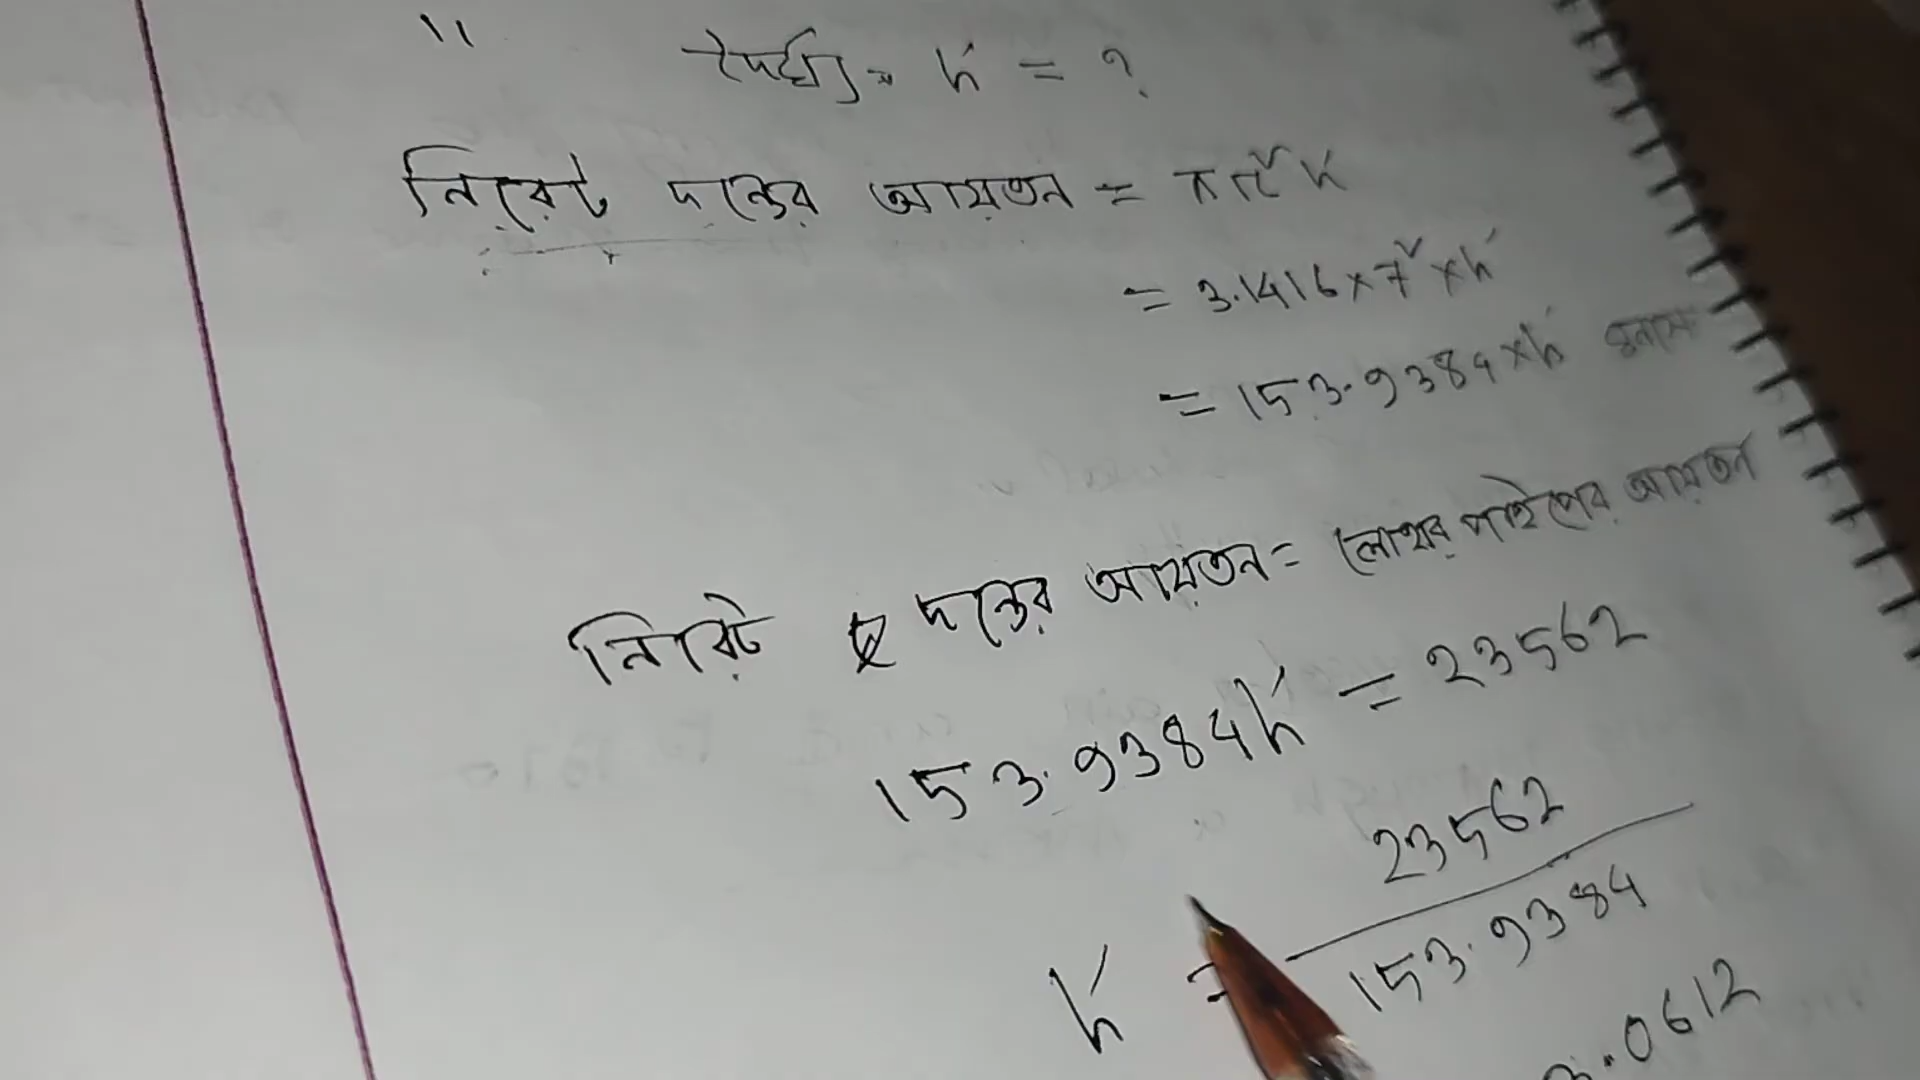 "
দৈর্ঘ্য = h' = ?
নিরেট দন্ডের আয়তন = πr²h'
= 3.1416×7²×h'
= 153.9384×h' ঘনসে
নিরেট দন্ডের আয়তন = লোহার পাইপের আয়তন
153.9384h' = 23562
h' = 23562 / 153.9384
.0612